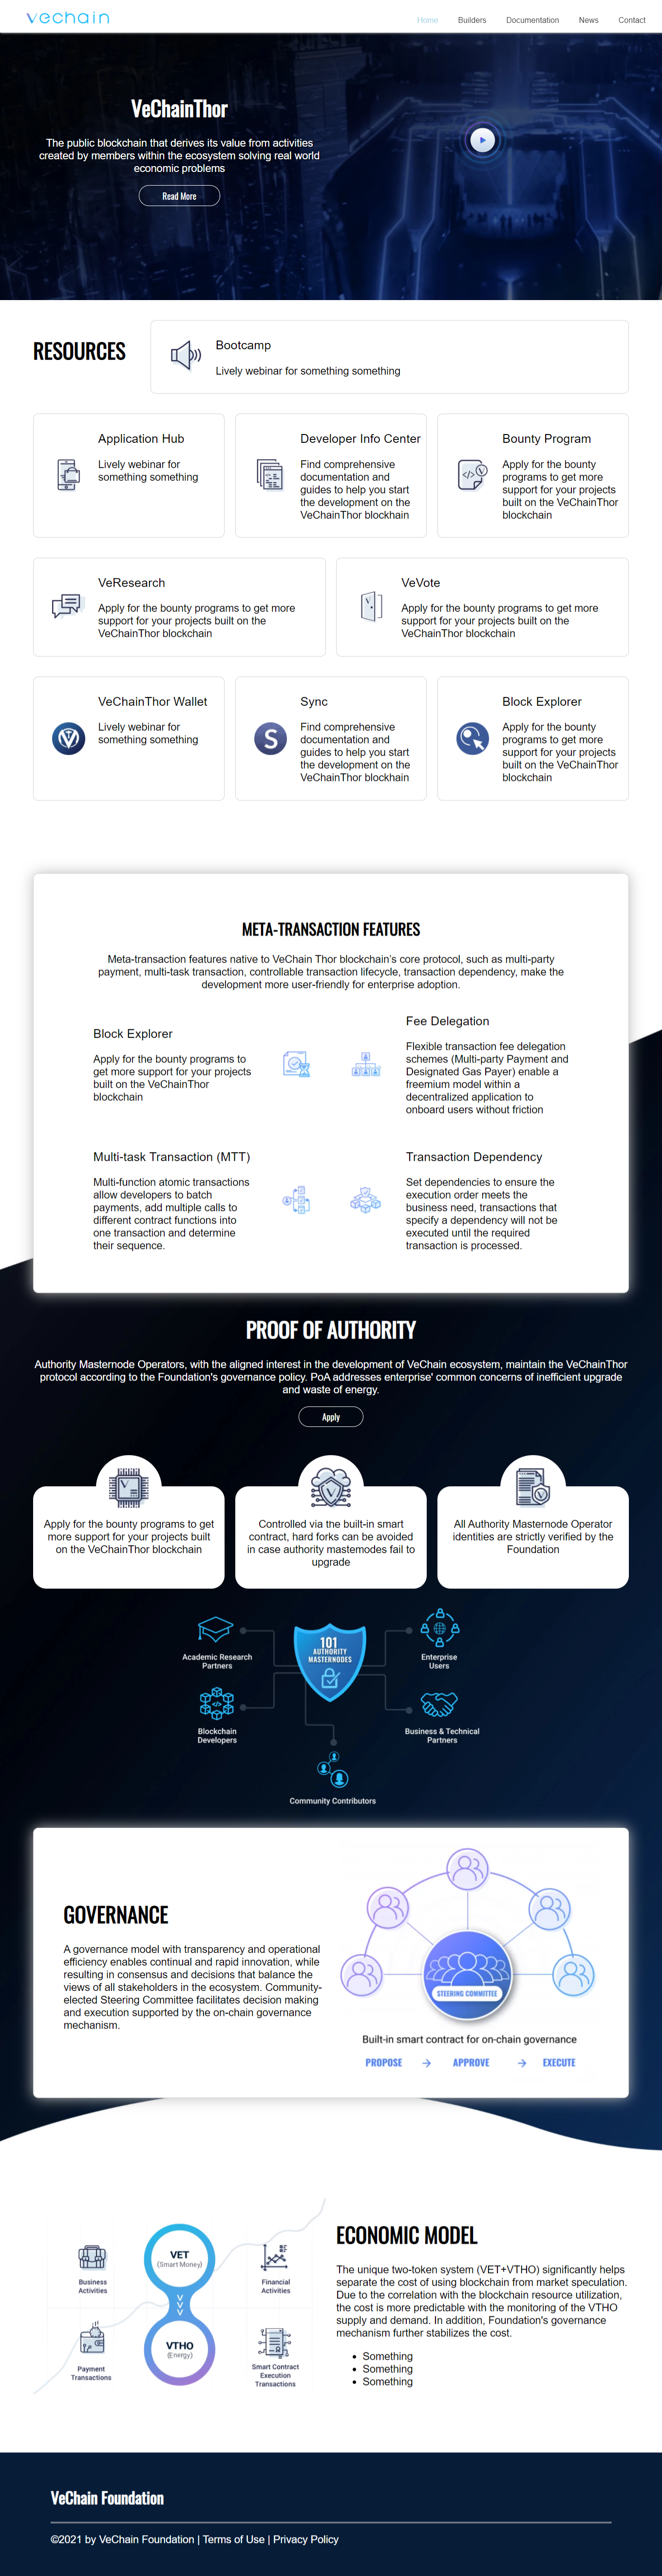 vechain
Home Builders Documentation News Contact
VeChainThor
The public blockchain that derives its value from activities
created by members within the ecosystem solving real world
economic problems
Read More
RESOURCES
Bootcamp
Lively webinar for something something
Application Hub
Lively webinar for
something something
Developer Info Center
Find comprehensive
documentation and
guides to help you start
the development on the
VeChainThor blockhain
Bounty Program
Apply for the bounty
programs to get more
support for your projects
built on the VeChainThor
blockchain
VeResearch
Apply for the bounty programs to get more
support for your projects built on the
VeChainThor blockchain
VeVote
Apply for the bounty programs to get more
support for your projects built on the
VeChainThor blockchain
VeChainThor Wallet
Lively webinar for
something something
S
Sync
Find comprehensive
documentation and
guides to help you start
the development on the
VeChainThor blockhain
Block Explorer
Apply for the bounty
programs to get more
support for your projects
built on the VeChainThor
blockchain
META-TRANSACTION FEATURES
Meta-transaction features native to VeChain Thor blockchain's core protocol, such as multi-party
payment, multi-task transaction, controllable transaction lifecycle, transaction dependency, make the
development more user-friendly for enterprise adoption.
Block Explorer
Apply for the bounty programs to
get more support for your projects
built on the VeChainThor
blockchain
Fee Delegation
Flexible transaction fee delegation
schemes (Multi-party Payment and
Designated Gas Payer) enable a
freemium model within a
decentralized application to
onboard users without friction
Multi-task Transaction (MTT)
Multi-function atomic transactions
allow developers to batch
payments, add multiple calls to
different contract functions into
one transaction and determine
their sequence.
Transaction Dependency
Set dependencies to ensure the
execution order meets the
business need, transactions that
specify a dependency will not be
executed until the required
transaction is processed.
PROOF OF AUTHORITY
Authority Masternode Operators, with the aligned interest in the development of VeChain ecosystem, maintain the VeChainThor
protocol according to the Foundation's governance policy. PoA addresses enterprise' common concerns of inefficient upgrade
and waste of energy.
Apply
Apply for the bounty programs to get
more support for your projects built
on the VeChainThor blockchain
Controlled via the built-in smart
contract, hard forks can be avoided
in case authority mastemodes fail to
upgrade
All Authority Masternode Operator
identities are strictly verified by the
Foundation
101
AUTHORITY
MASTERNODES
Academic Research
Partners
Enterprise
Users
Blockchain
Developers
Business & Technical
Partners
Community Contributors
GOVERNANCE
A governance model with transparency and operational
efficiency enables continual and rapid innovation, while
resulting in consensus and decisions that balance the
views of all stakeholders in the ecosystem. Community-
elected Steering Committee facilitates decision making
and execution supported by the on-chain governance
mechanism.
STEERING COMMITTEE
Built-in smart contract for on-chain governance
PROPOSE → APPROVE → EXECUTE
VET
(Smart Money)
Business
Activities
Financial
Activities
VTHO
(Energy)
Payment
Transactions
Smart Contract
Execution
Transactions
ECONOMIC MODEL
The unique two-token system (VET+VTHO) significantly helps
separate the cost of using blockchain from market speculation.
Due to the correlation with the blockchain resource utilization,
the cost is more predictable with the monitoring of the VTHO
supply and demand. In addition, Foundation's governance
mechanism further stabilizes the cost.
• Something
• Something
• Something
VeChain Foundation
©2021 by VeChain Foundation | Terms of Use | Privacy Policy